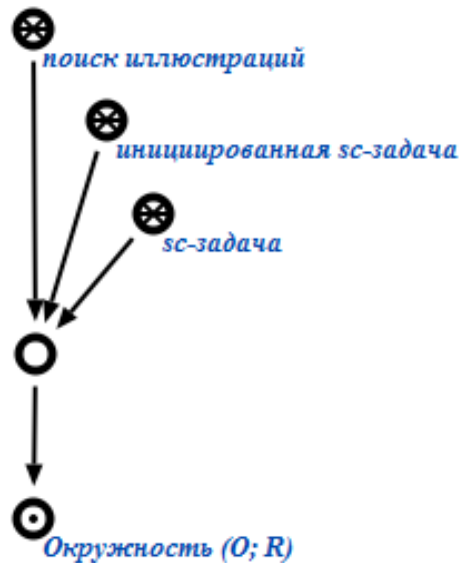 поиск иллюстраций
инициированная sc-задача
sc-задача
Окружность (O; R)